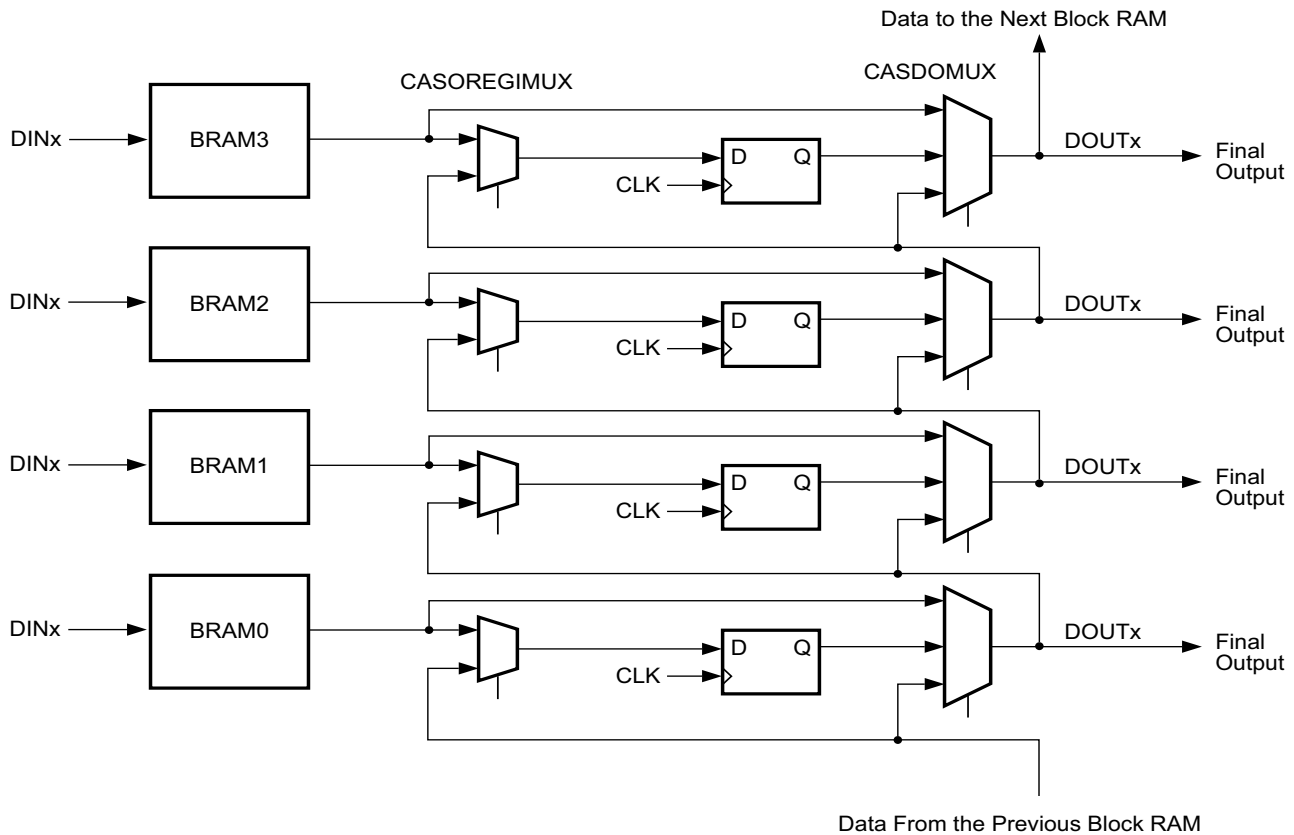 Data to the Next Block RAM
CASOREGIMUX
CASDOMUX
DINx
BRAM3
D
Q
CLK
DOUTx
Final
Output
DINx
BRAM2
D
Q
CLK
DOUTx
Final
Output
DINx
BRAM1
D
Q
CLK
DOUTx
Final
Output
DINx
BRAM0
D
Q
CLK
DOUTx
Final
Output
Data From the Previous Block RAM